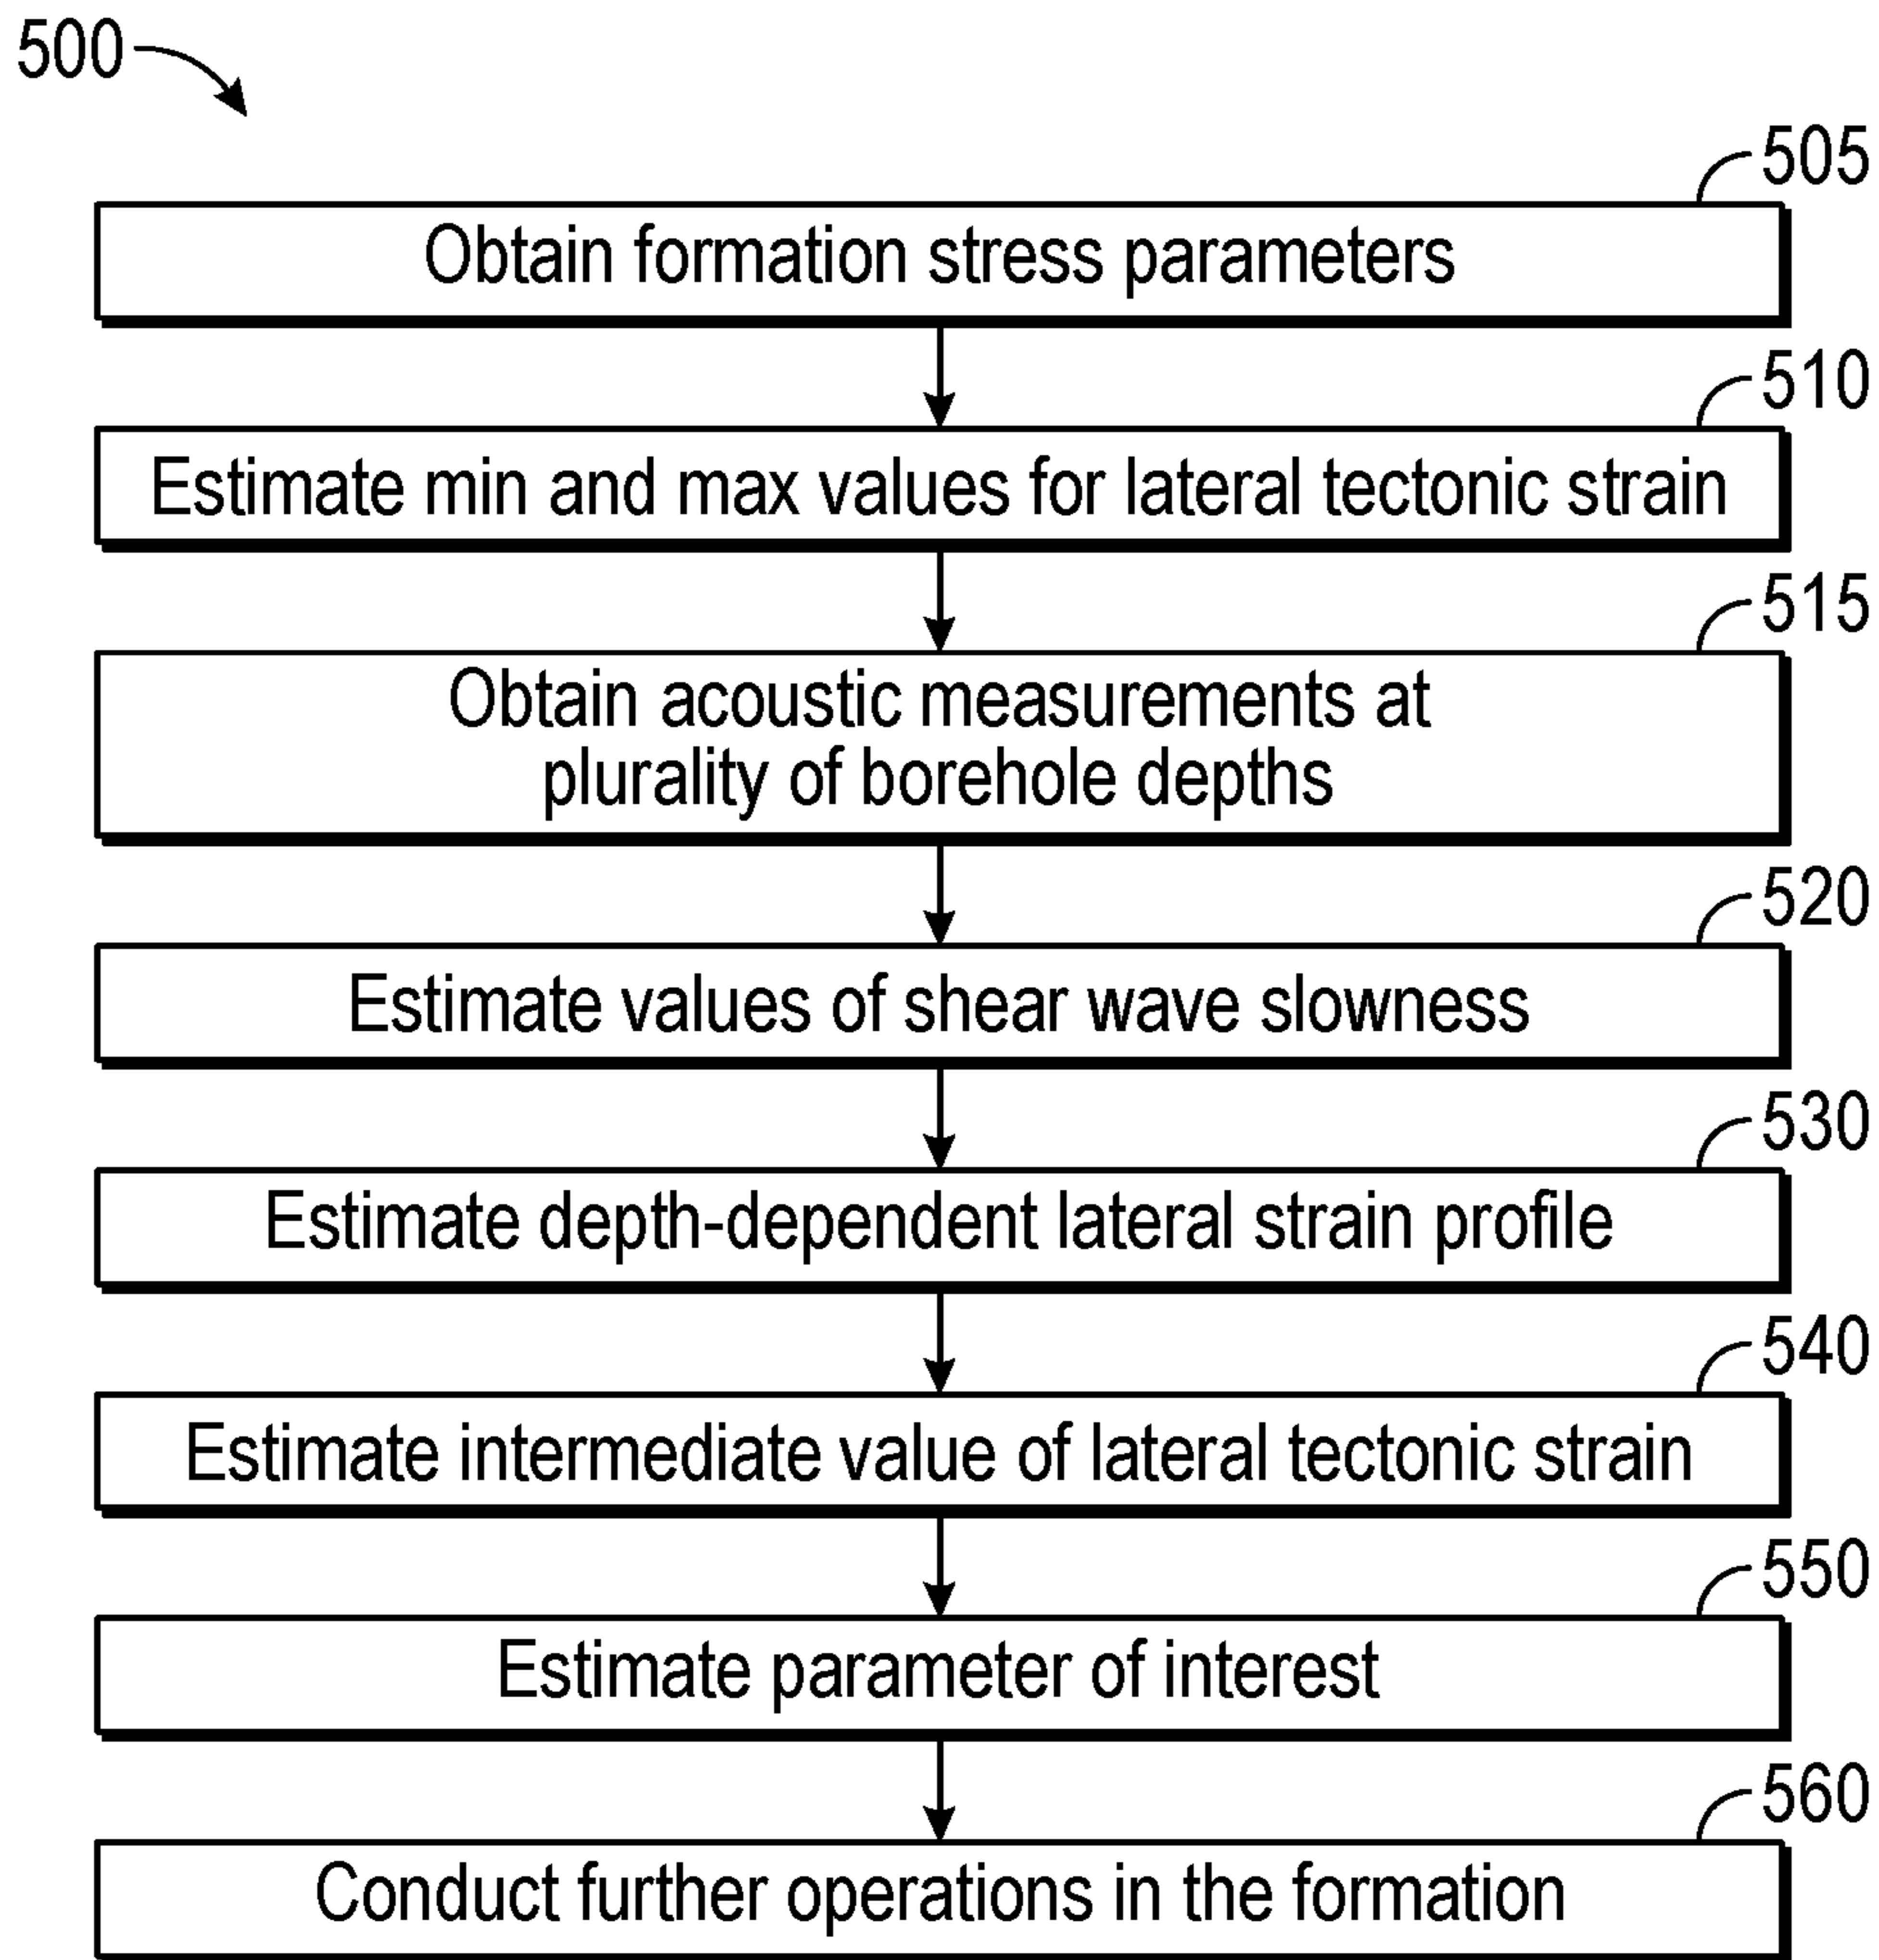 500
505
Obtain formation stress parameters
510
Estimate min and max values for lateral tectonic strain
515
Obtain acoustic measurements at
plurality of borehole depths
520
Estimate values of shear wave slowness
530
Estimate depth-dependent lateral strain profile
540
Estimate intermediate value of lateral tectonic strain
550
Estimate parameter of interest
560
Conduct further operations in the formation